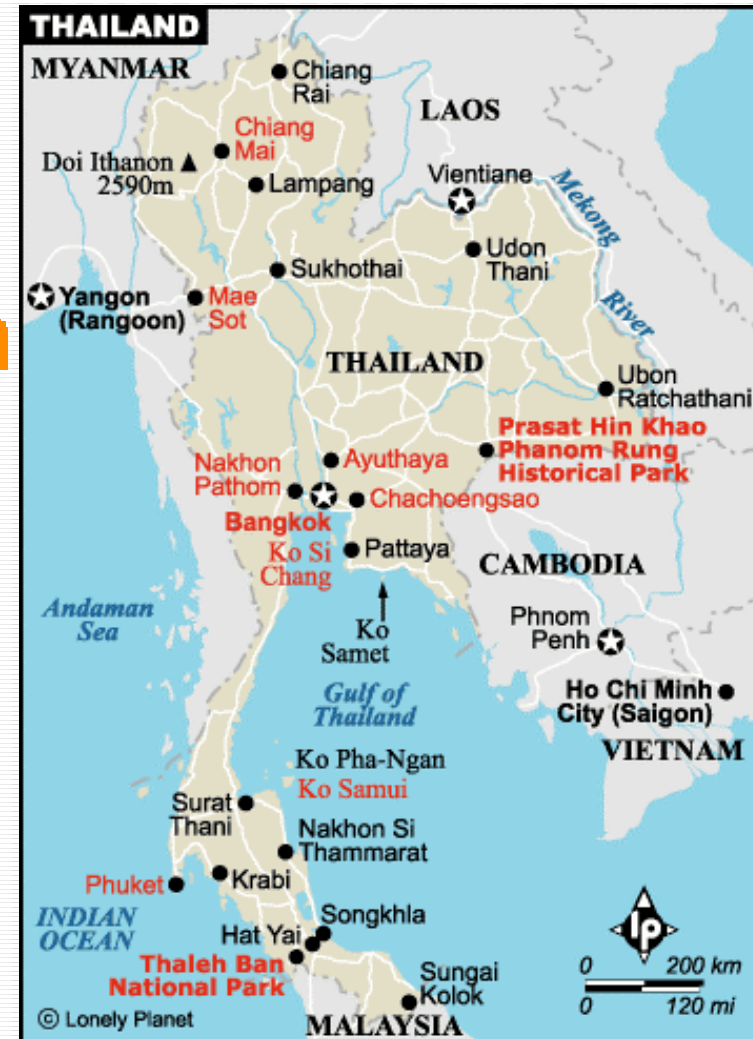 THAILAND
MYANMAR
Chiang
Rai
LAOS
Chiang
Mai
Doi Ithanon
2590m
Lampang
Vientiane
Mekong
River
Udon
Thani
Sukhothai
Yangon
(Rangoon)
Mae
Sot
THAILAND
Ubon
Ratchathani
Prasat Hin Khao
Phanom Rung
Historical Park
Nakhon
Pathom
Ayuthaya
Chachoengsao
Bangkok
Ko Si
Chang
Pattaya
CAMBODIA
Andaman
Sea
Ko
Samet
Phnom
Penh
Gulf of
Thailand
Ho Chi Minh
City (Saigon)
VIETNAM
Ko Pha-Ngan
Ko Samui
Surat
Thani
Nakhon Si
Thammarat
Phuket
Krabi
INDIAN
OCEAN
Songkhla
Hat Yai
Thaleh Ban
National Park
Sungai
Kolok
lp
0 200 km
0 120 mi
© Lonely Planet
MALAYSIA